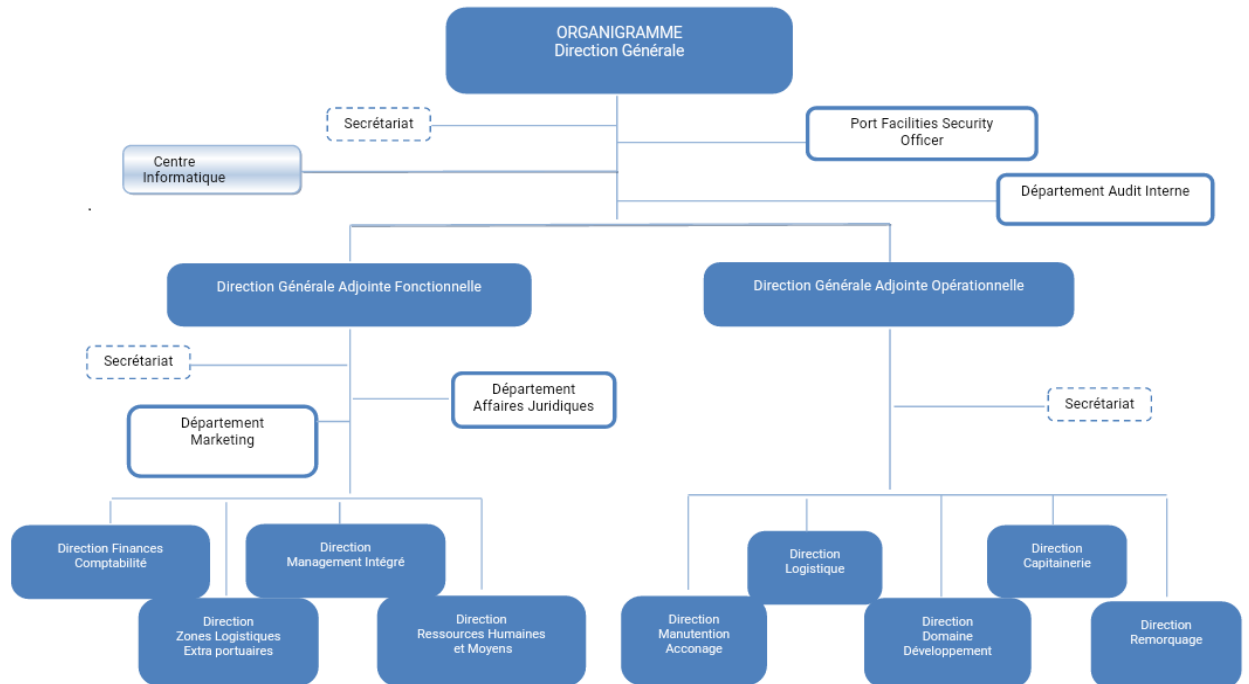 ORGANIGRAMME
Direction Générale
Secrétariat
Port Facilities Security
Officer
Centre
Informatique
Département Audit Interne
.
Direction Générale Adjointe Fonctionnelle
Direction Générale Adjointe Opérationnelle
Secrétariat
Département
Affaires Juridiques
Secrétariat
Département
Marketing
Direction Finances
Comptabilité
Direction
Management Intégré
Direction
Logistique
Direction
Capitainerie
Direction
Zones Logistiques
Extra portuaires
Direction
Ressources Humaines
et Moyens
Direction
Manutention
Acconage
Direction
Domaine
Développement
Direction
Remorquage